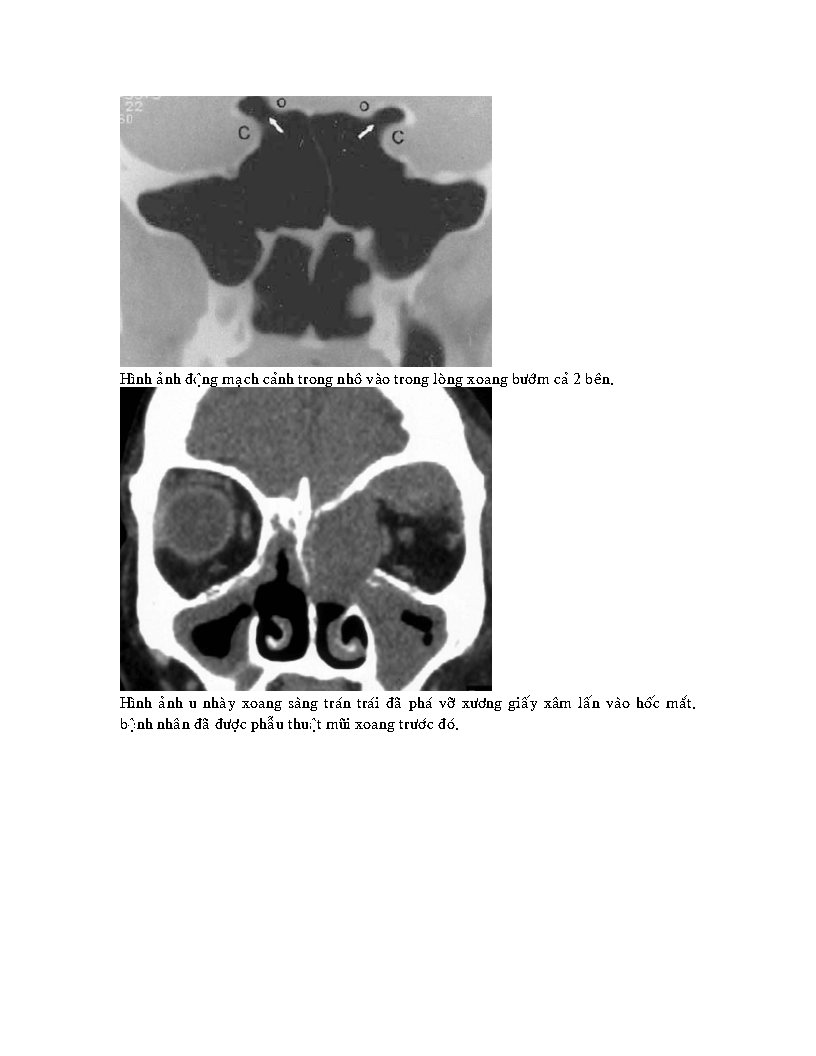 22
O O
C C
Hình ảnh động mạch cảnh trong nhô vào trong lòng xoang bướm cả 2 bên.
Hình ảnh u nhày xoang sàng trán trái đã phá vỡ xương giấy xâm lấn vào hốc mắt.
bệnh nhân đã được phẫu thuật mũi xoang trước đó.